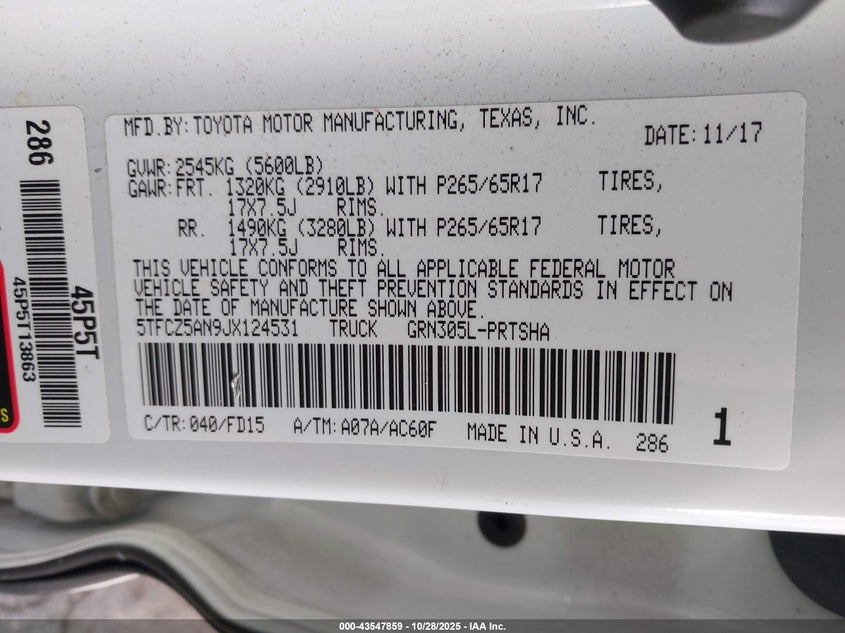 MFD.BY: TOYOTA MOTOR MANUFACTURING, TEXAS, INC.
DATE: 11/17
GVWR: 2545KG (5600LB)
GAWR: FRT. 1320KG (2910LB) WITH P265/65R17 TIRES,
17X7.5J RIMS.
RR. 1490KG (3280LB) WITH P265/65R17 TIRES,
17X7.5J RIMS.
THIS VEHICLE CONFORMS TO ALL APPLICABLE FEDERAL MOTOR
VEHICLE SAFETY AND THEFT PREVENTION STANDARDS IN EFFECT ON
THE DATE OF MANUFACTURE SHOWN ABOVE.
5TFCZ5AN9JX124531 TRUCK GRN305L-PRTSHA
C/TR: 040/FD15 A/TM: A07A/AC60F MADE IN U.S.A. 286 1
286
45P5T
45P5T13863
000-43547859 - 10/28/2025 - IAA Inc.